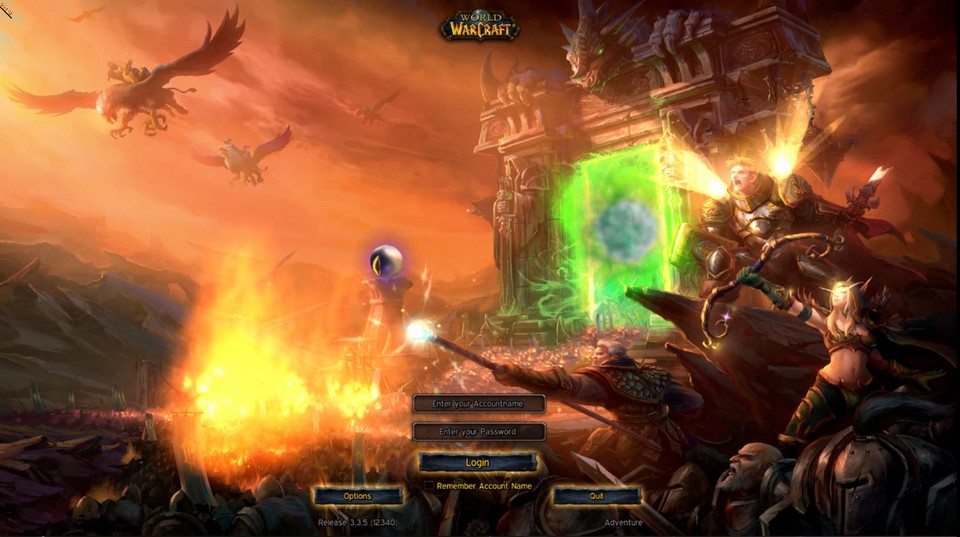 WORLD
OF
WARCRAFT
Enter your Accountname
Enter your Password
Login
Remember Account Name
Options
Quit
Release 3.3.5 (12340)
Adventure